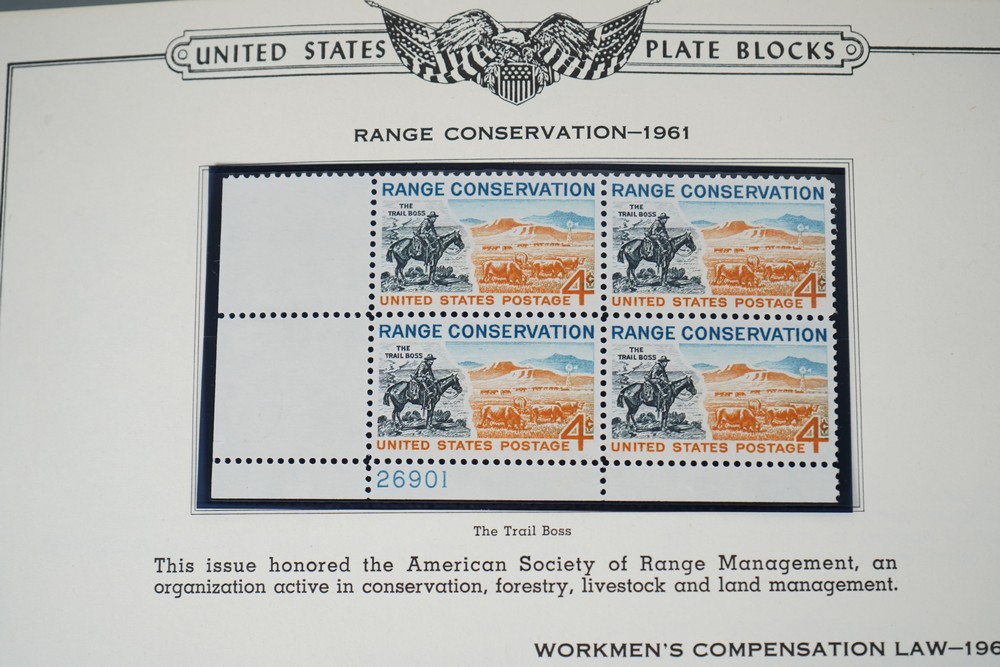 UNITED STATES PLATE BLOCKS
RANGE CONSERVATION—1961
RANGE CONSERVATION
THE
TRAIL BOSS
4¢
UNITED STATES POSTAGE
RANGE CONSERVATION
THE
TRAIL BOSS
4¢
UNITED STATES POSTAGE
RANGE CONSERVATION
THE
TRAIL BOSS
4¢
UNITED STATES POSTAGE
RANGE CONSERVATION
THE
TRAIL BOSS
4¢
UNITED STATES POSTAGE
26901
The Trail Boss
This issue honored the American Society of Range Management, an
organization active in conservation, forestry, livestock and land management.
WORKMEN'S COMPENSATION LAW—196